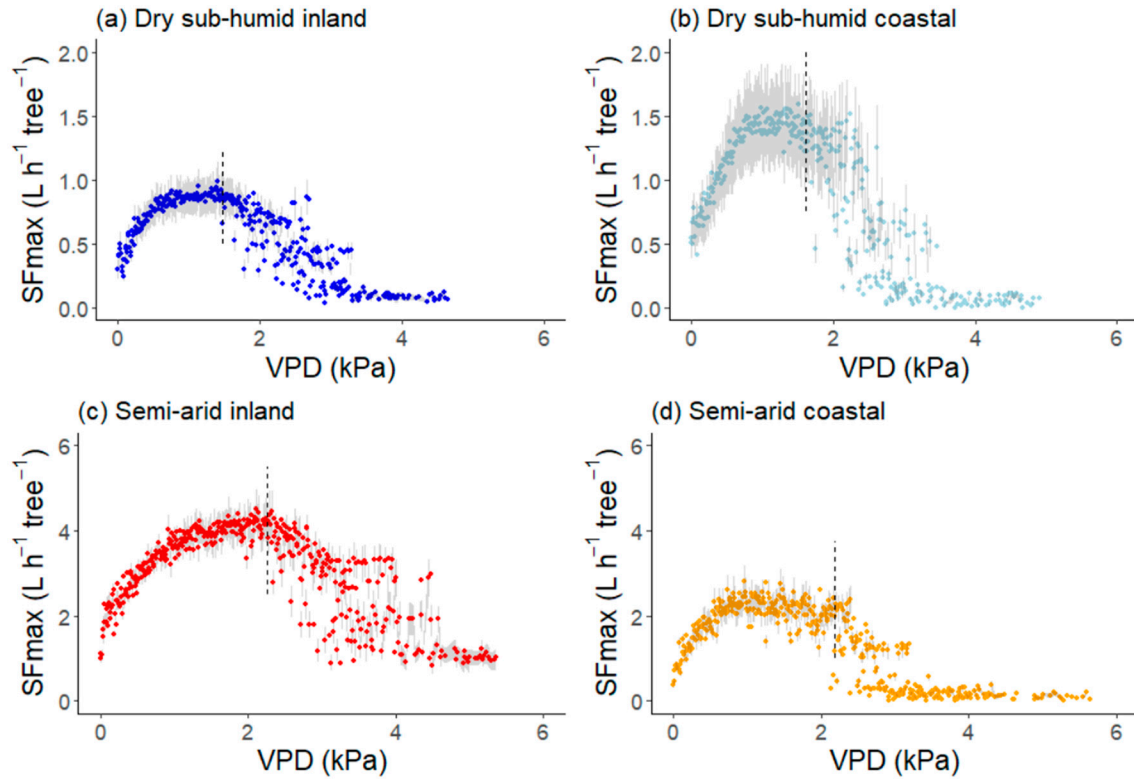 (a) Dry sub-humid inland
(b) Dry sub-humid coastal
2.0
1.5
1.0
0.5
0.0
SFmax (L h⁻¹ tree⁻¹)
0 2 4 6
VPD (kPa)
2.0
1.5
1.0
0.5
0.0
SFmax (L h⁻¹ tree⁻¹)
0 2 4 6
VPD (kPa)
(c) Semi-arid inland
(d) Semi-arid coastal
6
4
2
0
SFmax (L h⁻¹ tree⁻¹)
0 2 4 6
VPD (kPa)
6
4
2
0
SFmax (L h⁻¹ tree⁻¹)
0 2 4 6
VPD (kPa)